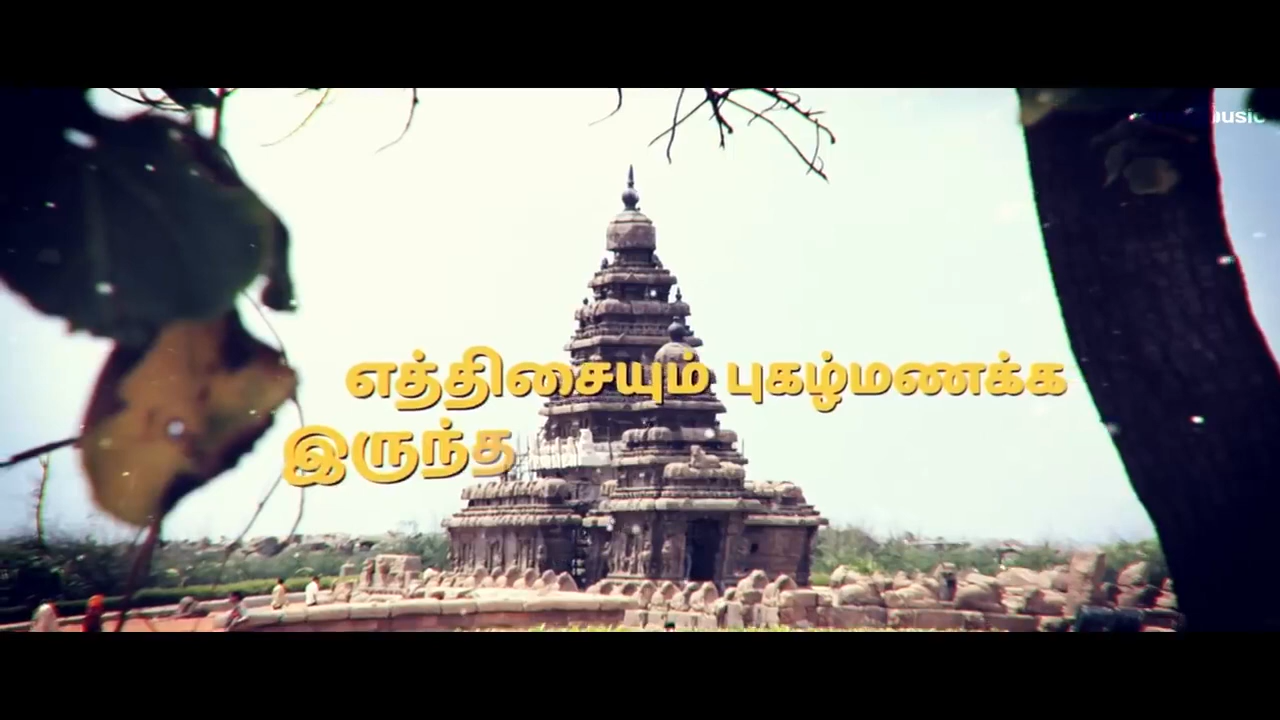 எத்திசையும் புகழ்மணக்க
இருந்த